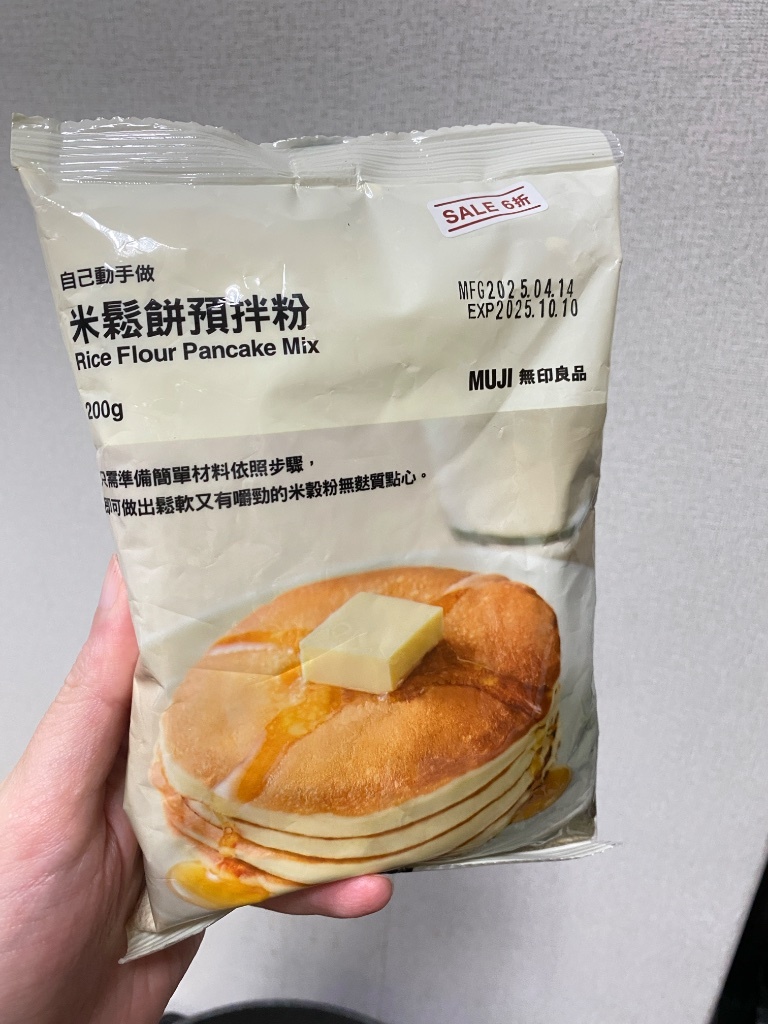 SALE 6折
自己動手做
米鬆餅預拌粉
Rice Flour Pancake Mix
MFG2025.04.14
EXP2025.10.10
MUJI 無印良品
200g
只需準備簡單材料依照步驟，
即可做出鬆軟又有嚼勁的米穀粉無麩質點心。